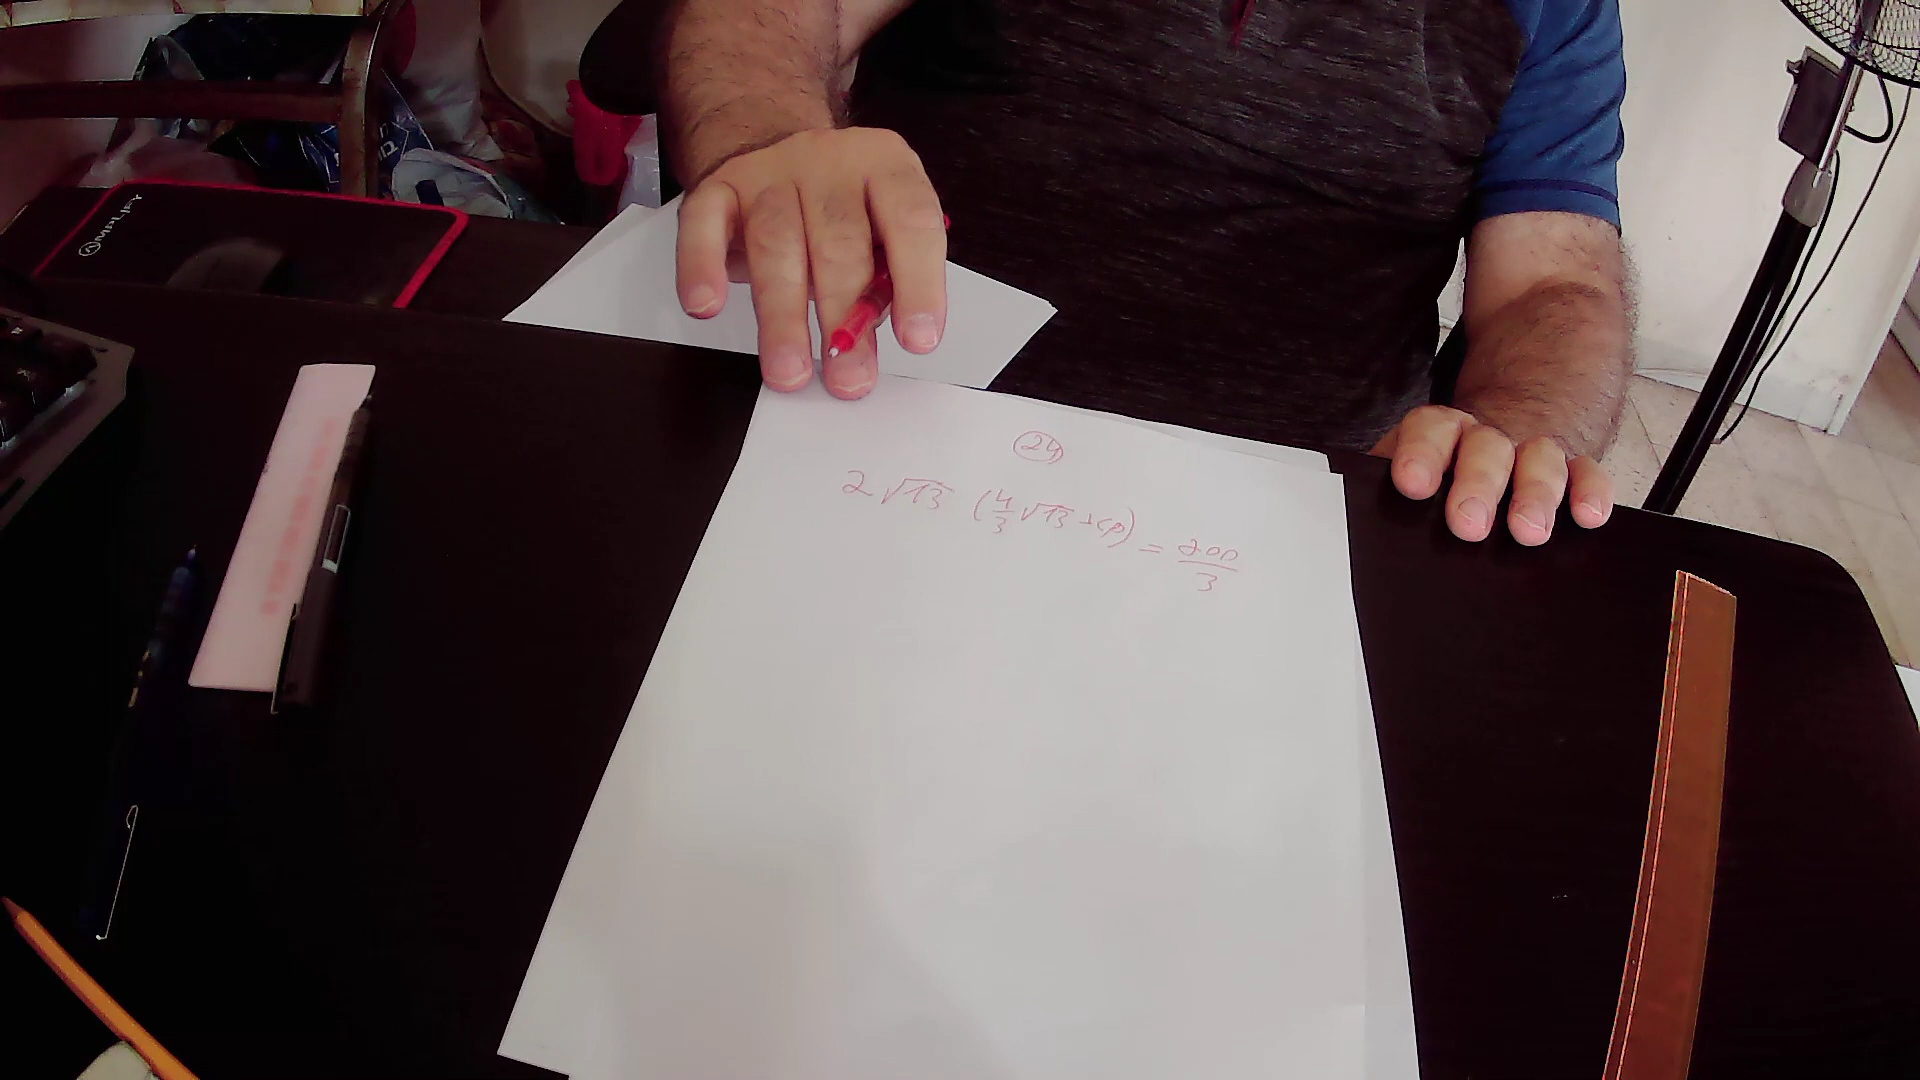 24
2√13 (4/3 √13 + cp) = 200/3